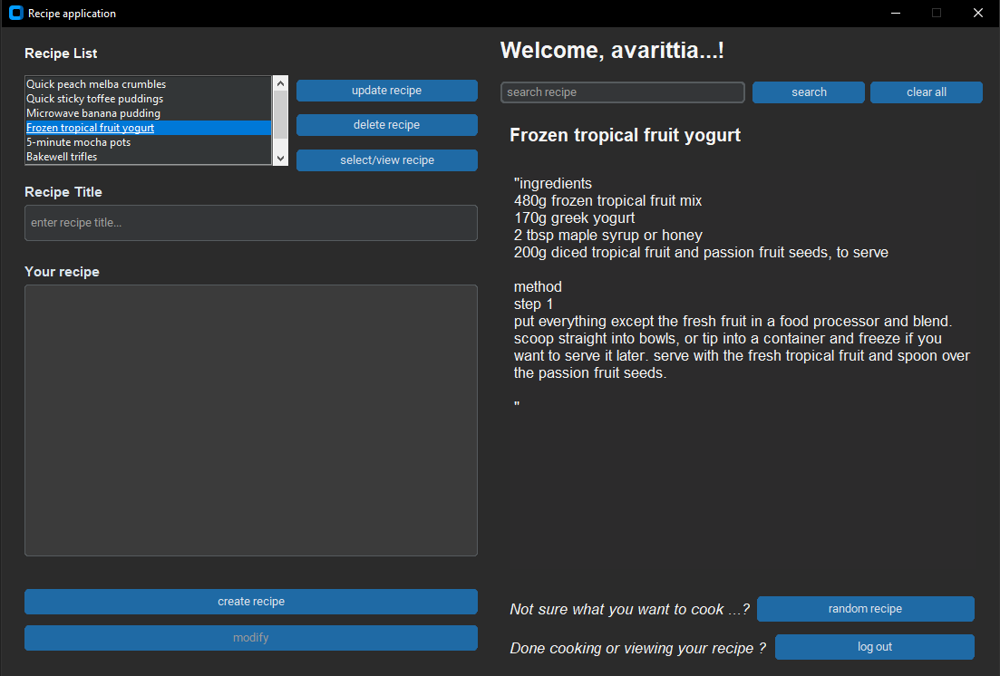 Recipe application
Recipe List
Quick peach melba crumbles
Quick sticky toffee puddings
Microwave banana pudding
Frozen tropical fruit yogurt
5-minute mocha pots
Bakewell trifles
update recipe
delete recipe
select/view recipe
Recipe Title
enter recipe title...
Your recipe
create recipe
modify
Welcome, avarittia...!
search recipe
search
clear all
Frozen tropical fruit yogurt
"ingredients
480g frozen tropical fruit mix
170g greek yogurt
2 tbsp maple syrup or honey
200g diced tropical fruit and passion fruit seeds, to serve
method
step 1
put everything except the fresh fruit in a food processor and blend.
scoop straight into bowls, or tip into a container and freeze if you
want to serve it later. serve with the fresh tropical fruit and spoon over
the passion fruit seeds.
"
Not sure what you want to cook ...?
random recipe
Done cooking or viewing your recipe ?
log out